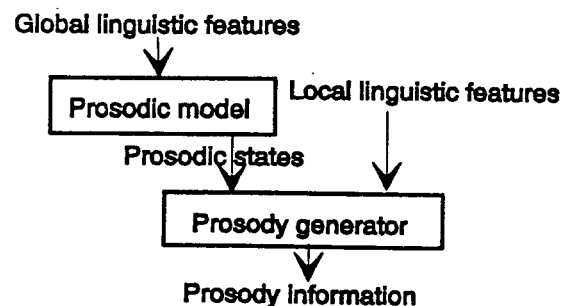 Global linguistic features
Prosodic model
Local linguistic features
Prosodic states
Prosody generator
Prosody information